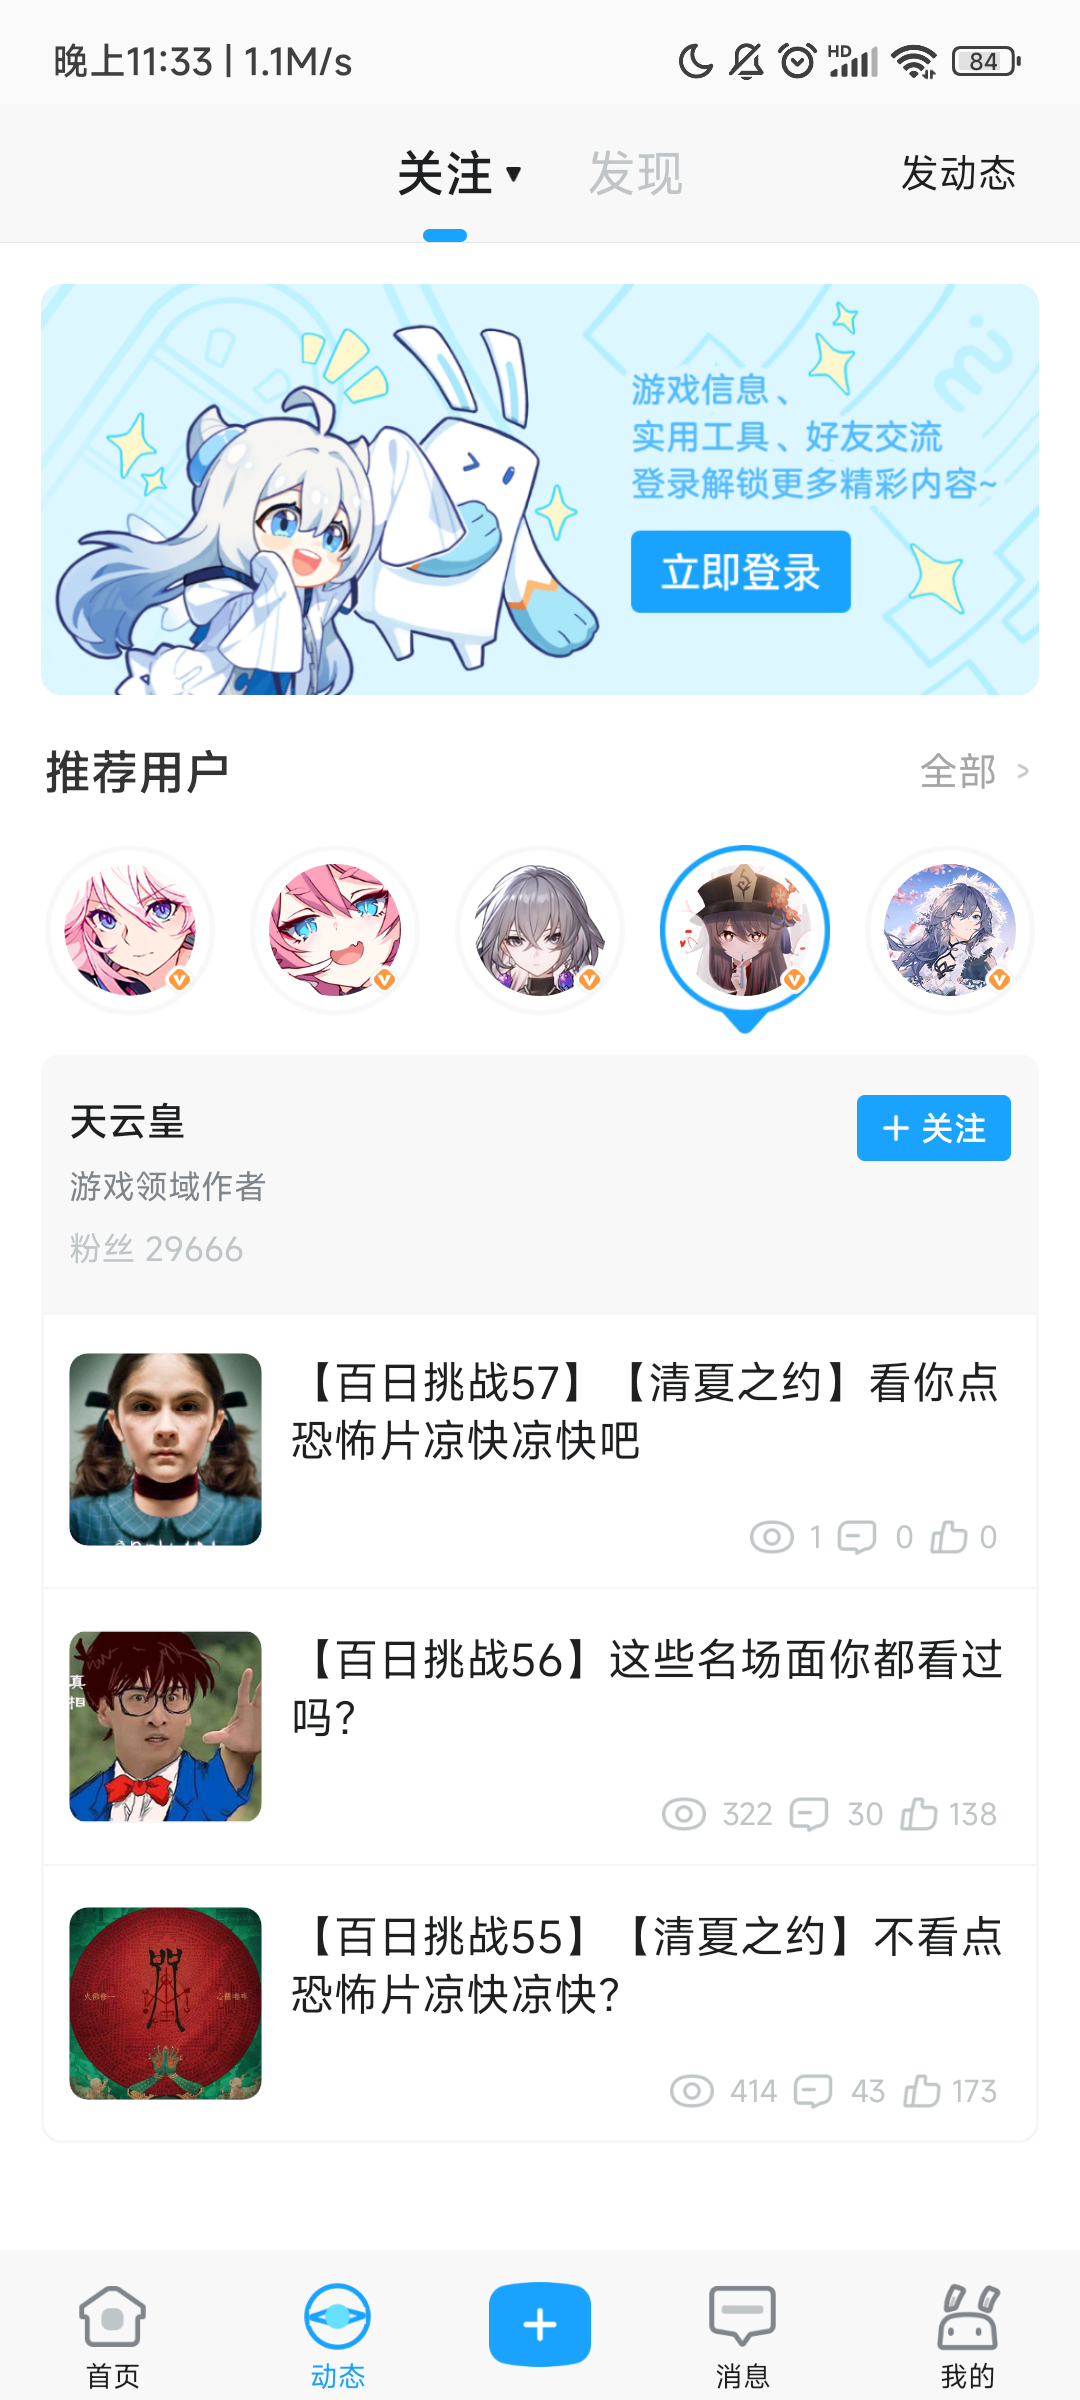 晚上11:33 | 1.1M/s
HD
84
关注
发现
发动态
游戏信息、
实用工具、好友交流
登录解锁更多精彩内容~
立即登录
推荐用户
全部 >
天云皇
+ 关注
游戏领域作者
粉丝 29666
【百日挑战57】【清夏之约】看你点
恐怖片凉快凉快吧
1 0 0
真
相
【百日挑战56】这些名场面你都看过
吗?
322 30 138
【百日挑战55】【清夏之约】不看点
恐怖片凉快凉快?
414 43 173
首页
动态
消息
我的